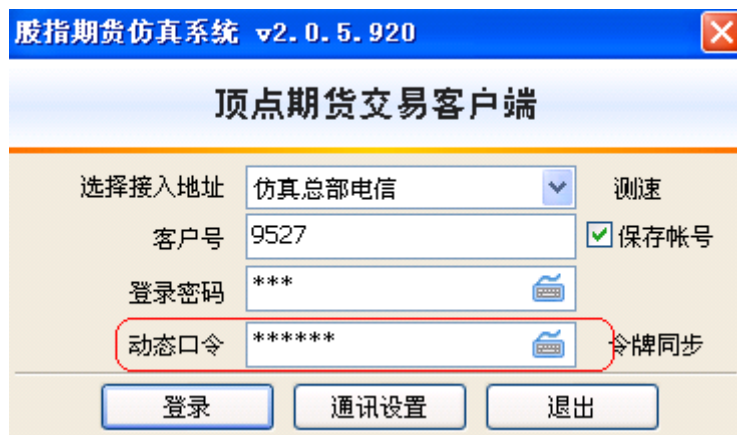 股指期货仿真系统 v2.0.5.920
顶点期货交易客户端
选择接入地址 仿真总部电信 测速
客户号 9527 保存帐号
登录密码 ***
动态口令 ****** 令牌同步
登录 通讯设置 退出